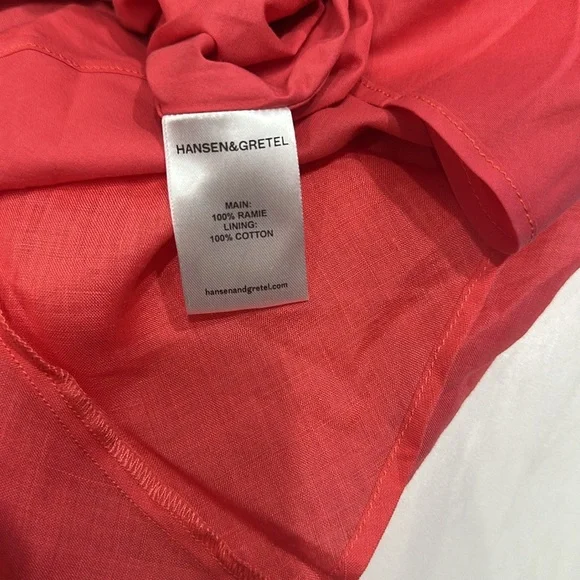 HANSEN&GRETEL
MAIN:
100% RAMIE
LINING:
100% COTTON
hansenandgretel.com